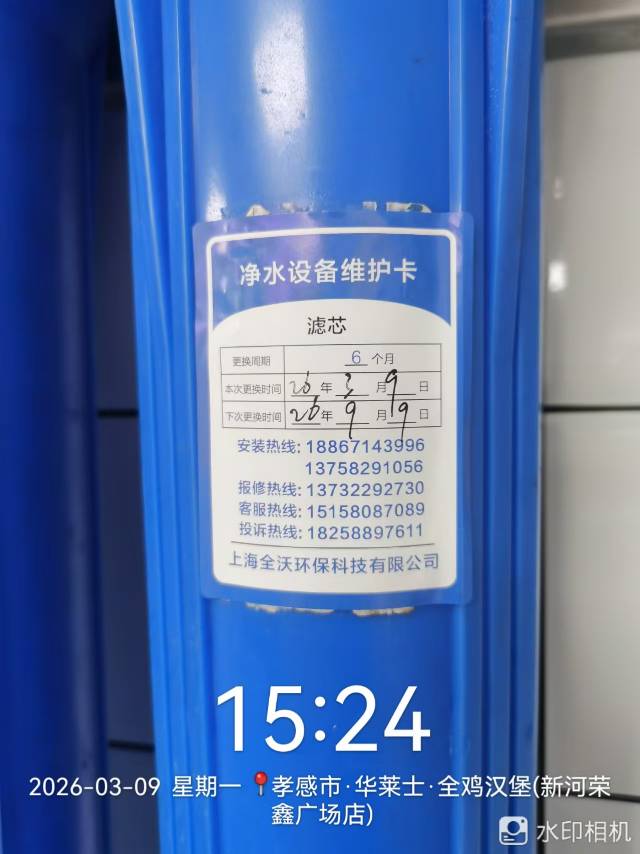 净水设备维护卡
滤芯
更换周期 6 个月
本次更换时间 26 年 3 月 9 日
下次更换时间 26 年 9 月 9 日
安装热线: 18867143996
13758291056
报修热线: 13732292730
客服热线: 15158087089
投诉热线: 18258897611
上海全沃环保科技有限公司
15:24
2026-03-09 星期一 孝感市·华莱士·全鸡汉堡(新河荣
鑫广场店)
水印相机